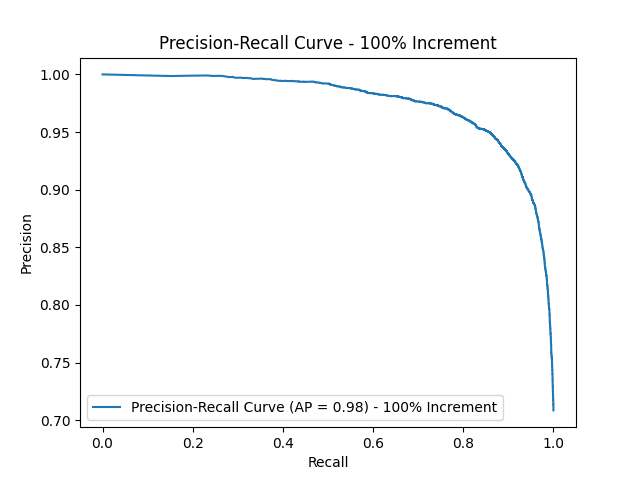 Precision-Recall Curve - 100% Increment
1.00
0.95
0.90
0.85
0.80
0.75
0.70
Precision
Precision-Recall Curve (AP = 0.98) - 100% Increment
0.0 0.2 0.4 0.6 0.8 1.0
Recall